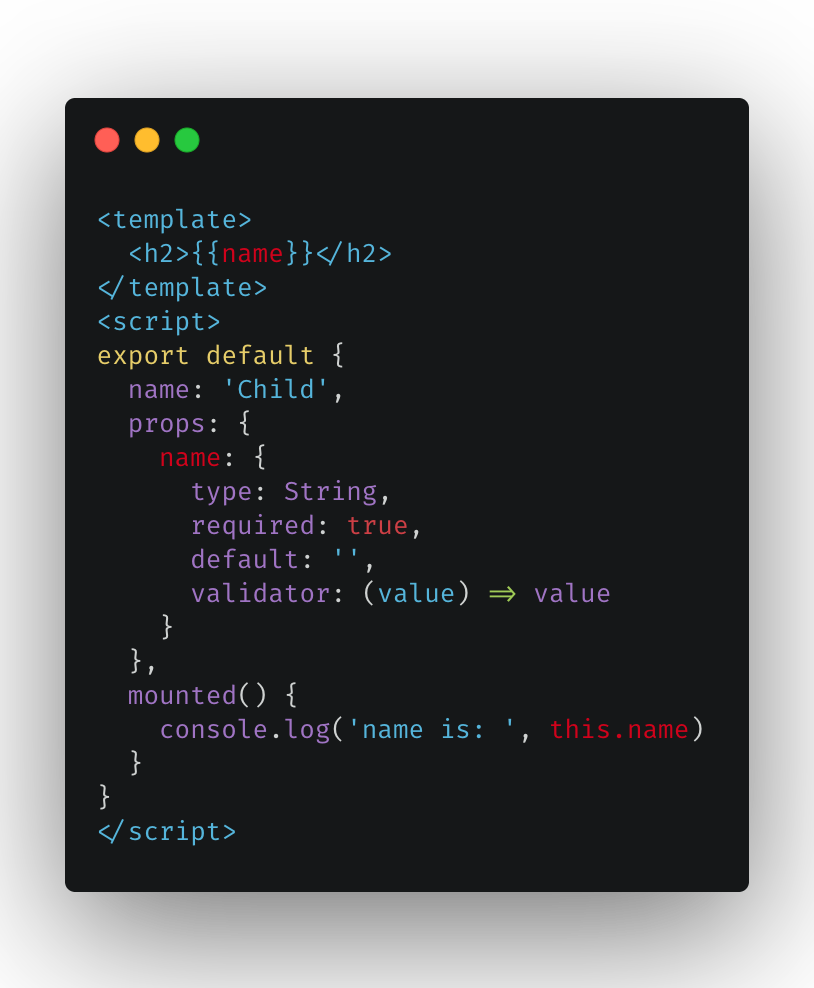 <template>
  <h2>{{name}}</h2>
</template>
<script>
export default {
  name: 'Child',
  props: {
    name: {
      type: String,
      required: true,
      default: '',
      validator: (value) => value
    }
  },
  mounted() {
    console.log('name is: ', this.name)
  }
}
</script>